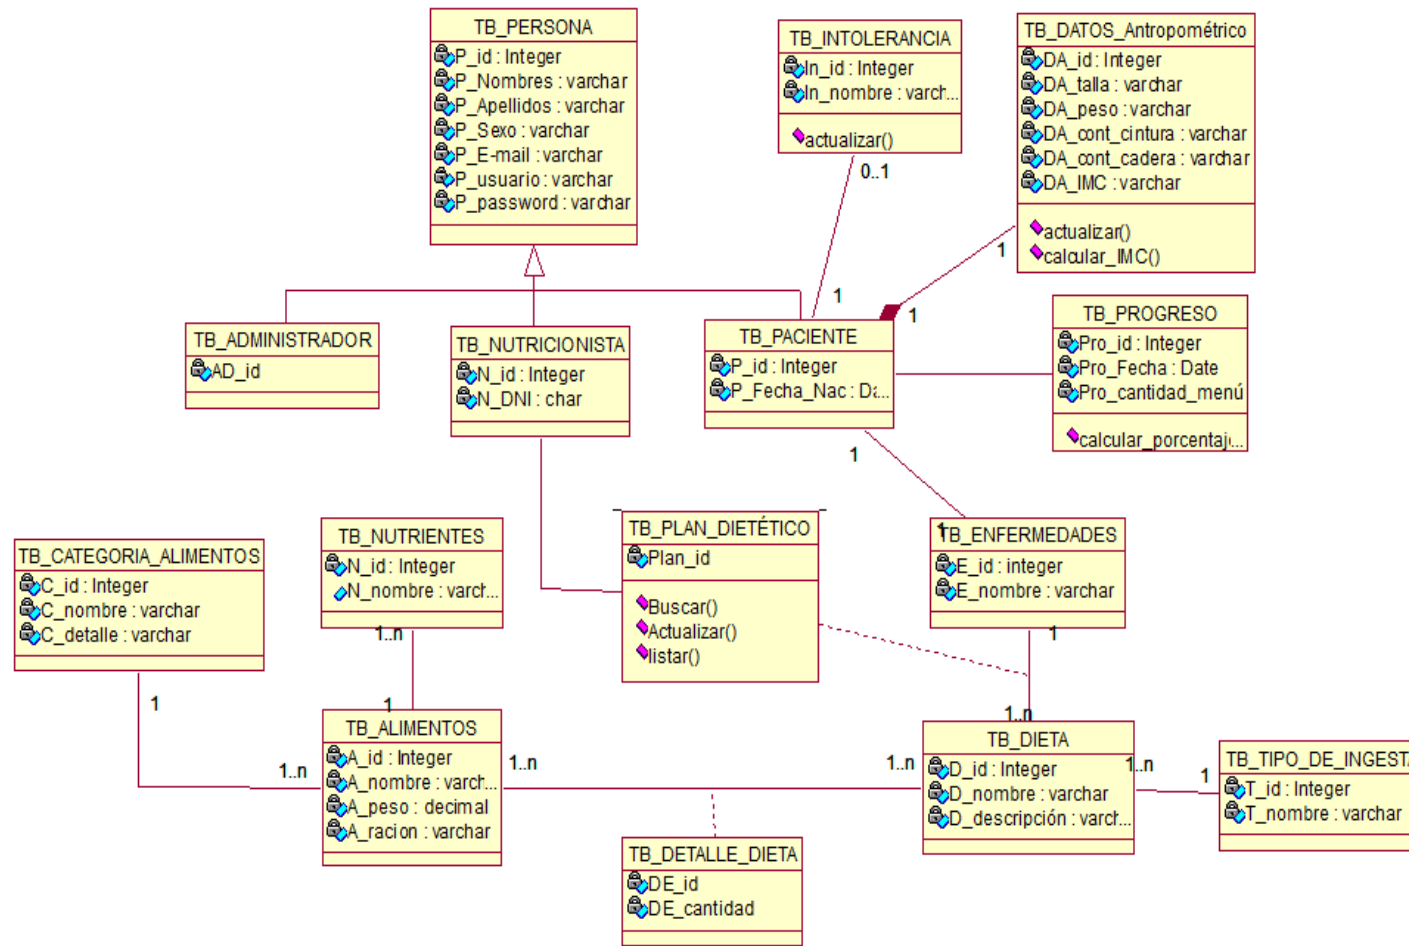 TB_PERSONA
P_id : Integer
P_Nombres : varchar
P_Apellidos : varchar
P_Sexo : varchar
P_E-mail : varchar
P_usuario : varchar
P_password : varchar
TB_INTOLERANCIA
In_id : Integer
In_nombre : varch...
actualizar()
0..1
1
TB_DATOS_Antropométrico
DA_id : Integer
DA_talla : varchar
DA_peso : varchar
DA_cont_cintura : varchar
DA_cont_cadera : varchar
DA_IMC : varchar
actualizar()
calcular_IMC()
1
1
TB_ADMINISTRADOR
AD_id
TB_NUTRICIONISTA
N_id : Integer
N_DNI : char
TB_PACIENTE
P_id : Integer
P_Fecha_Nac : Da...
TB_PROGRESO
Pro_id : Integer
Pro_Fecha : Date
Pro_cantidad_menú
calcular_porcentaj...
1
1
TB_CATEGORIA_ALIMENTOS
C_id : Integer
C_nombre : varchar
C_detalle : varchar
TB_NUTRIENTES
N_id : Integer
N_nombre : varch...
TB_PLAN_DIETÉTICO
Plan_id
Buscar()
Actualizar()
listar()
TB_ENFERMEDADES
E_id : integer
E_nombre : varchar
1..n
1
1
1
1..n
TB_ALIMENTOS
A_id : Integer
A_nombre : varch...
A_peso : decimal
A_racion : varchar
1..n
1..n
1..n
TB_DIETA
D_id : Integer
D_nombre : varchar
D_descripción : varch...
1..n
1
TB_TIPO_DE_INGESTA
T_id : Integer
T_nombre : varchar
TB_DETALLE_DIETA
DE_id
DE_cantidad